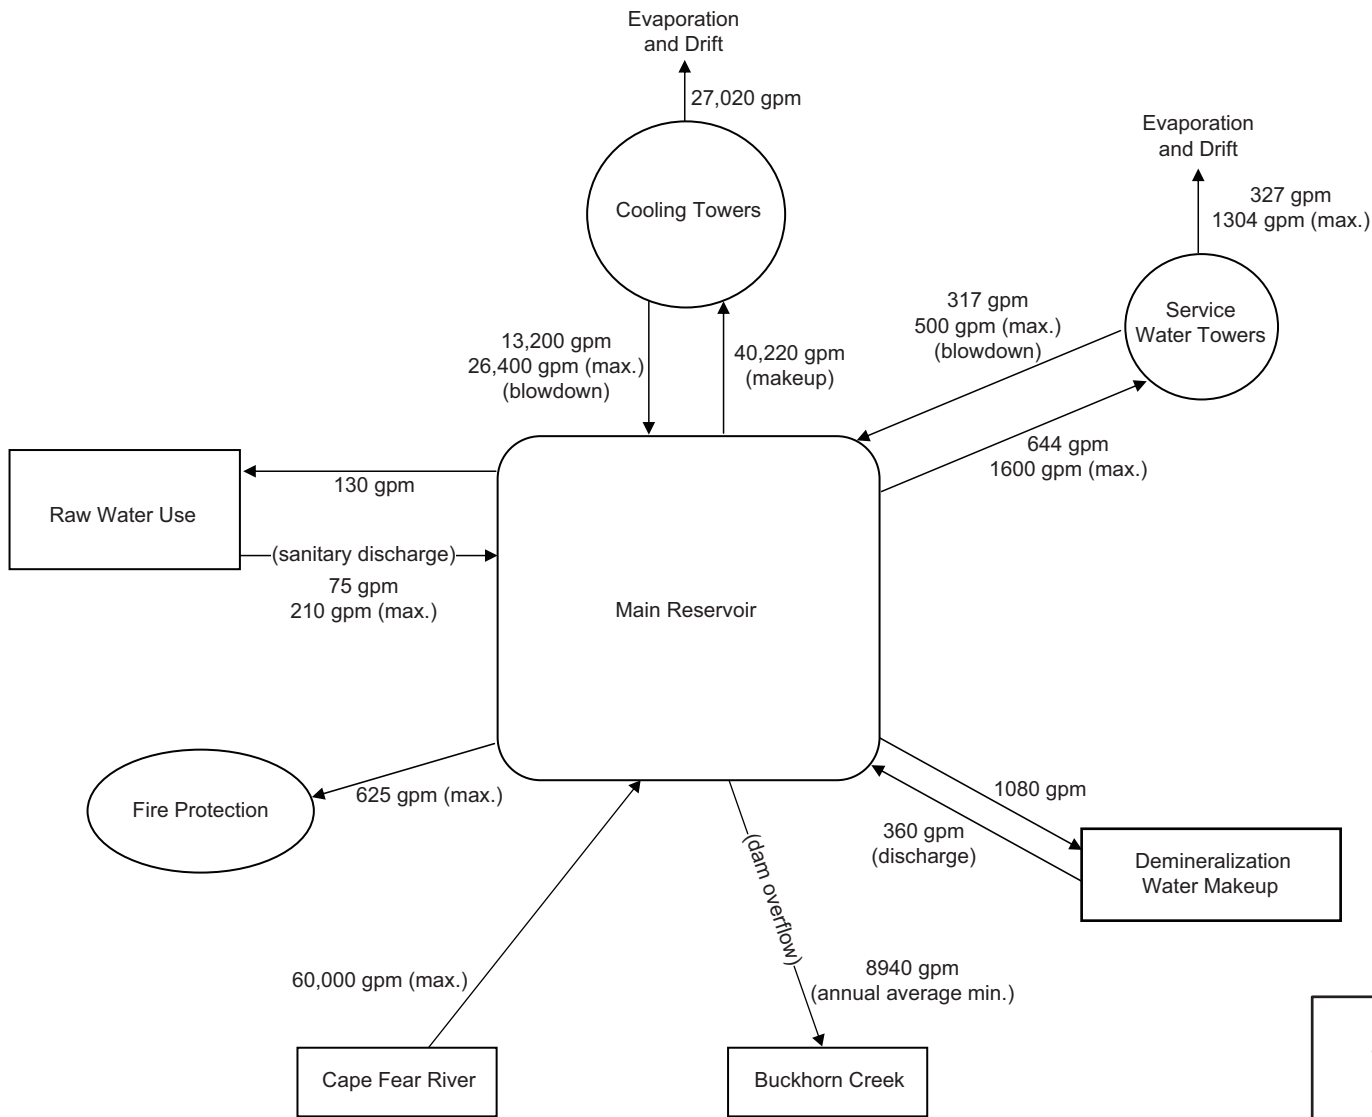 Evaporation
and Drift
27,020 gpm
Cooling Towers
Evaporation
and Drift
327 gpm
1304 gpm (max.)
Service
Water Towers
317 gpm
500 gpm (max.)
(blowdown)
13,200 gpm
26,400 gpm (max.)
(blowdown)
40,220 gpm
(makeup)
644 gpm
1600 gpm (max.)
Raw Water Use
130 gpm
(sanitary discharge)
75 gpm
210 gpm (max.)
Main Reservoir
Fire Protection
625 gpm (max.)
1080 gpm
360 gpm
(discharge)
Demineralization
Water Makeup
(dam overflow)
60,000 gpm (max.)
8940 gpm
(annual average min.)
Cape Fear River
Buckhorn Creek